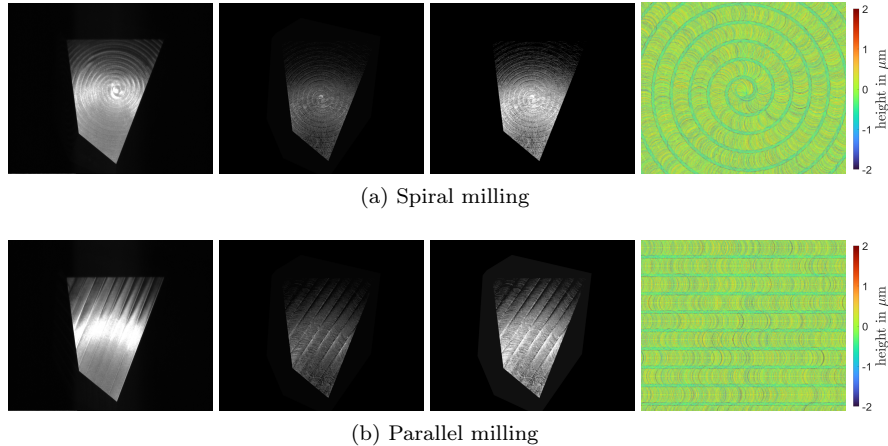 2
1
0
-1
-2
height in μm
(a) Spiral milling
2
1
0
-1
-2
height in μm
(b) Parallel milling